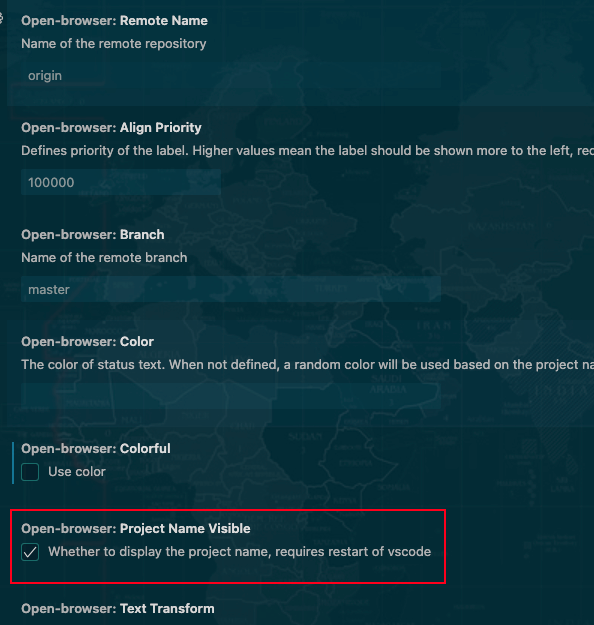 Open-browser: Remote Name
Name of the remote repository
origin
Open-browser: Align Priority
Defines priority of the label. Higher values mean the label should be shown more to the left, rec
100000
Open-browser: Branch
Name of the remote branch
master
Open-browser: Color
The color of status text. When not defined, a random color will be used based on the project na
Open-browser: Colorful
Use color
Open-browser: Project Name Visible
Whether to display the project name, requires restart of vscode
Open-browser: Text Transform